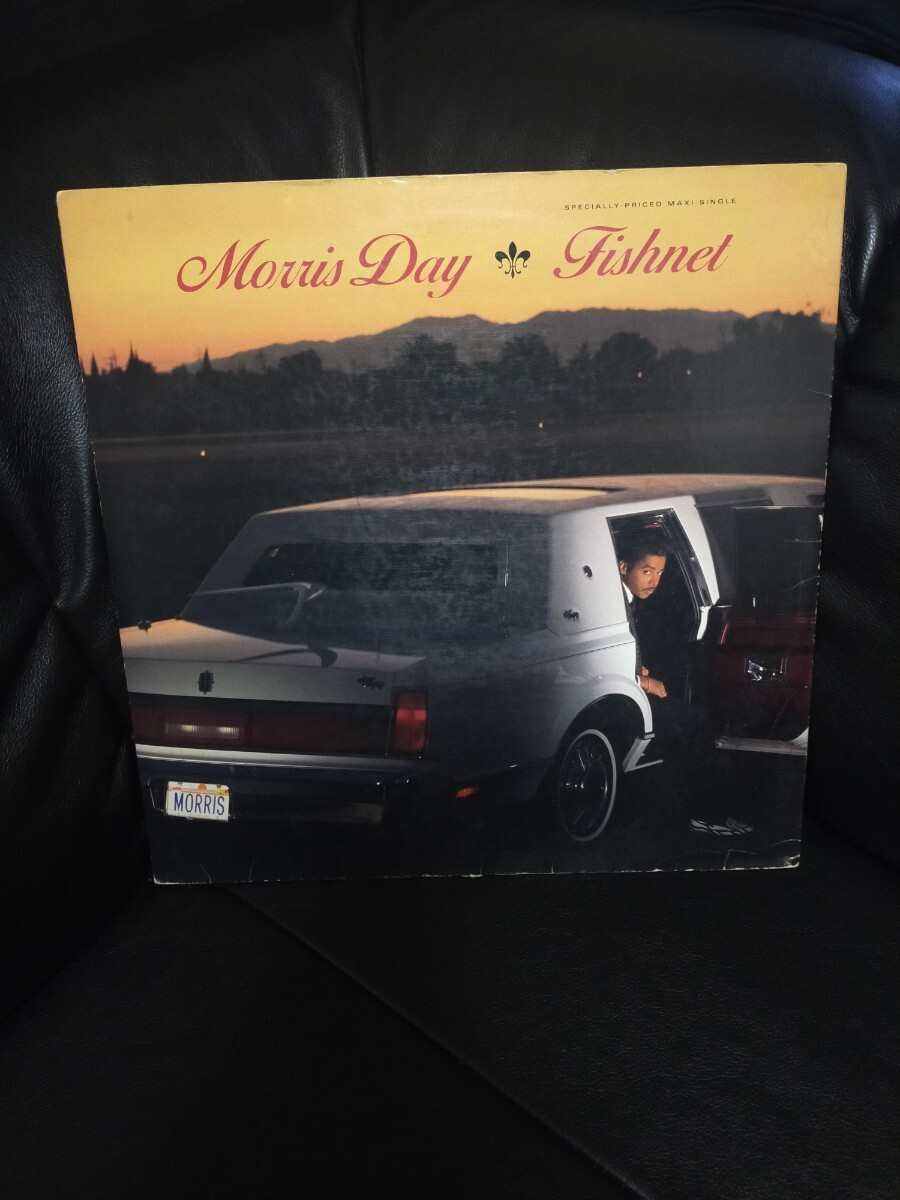 SPECIALLY-PRICED MAXI-SINGLE
Morris Day ⚜ Fishnet
MORRIS